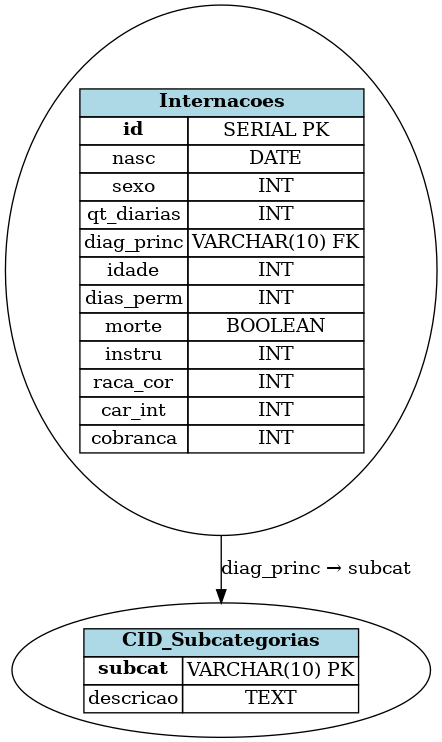 Internacoes
id SERIAL PK
nasc DATE
sexo INT
qt_diarias INT
diag_princ VARCHAR(10) FK
idade INT
dias_perm INT
morte BOOLEAN
instru INT
raca_cor INT
car_int INT
cobranca INT
diag_princ → subcat
CID_Subcategorias
subcat VARCHAR(10) PK
descricao TEXT